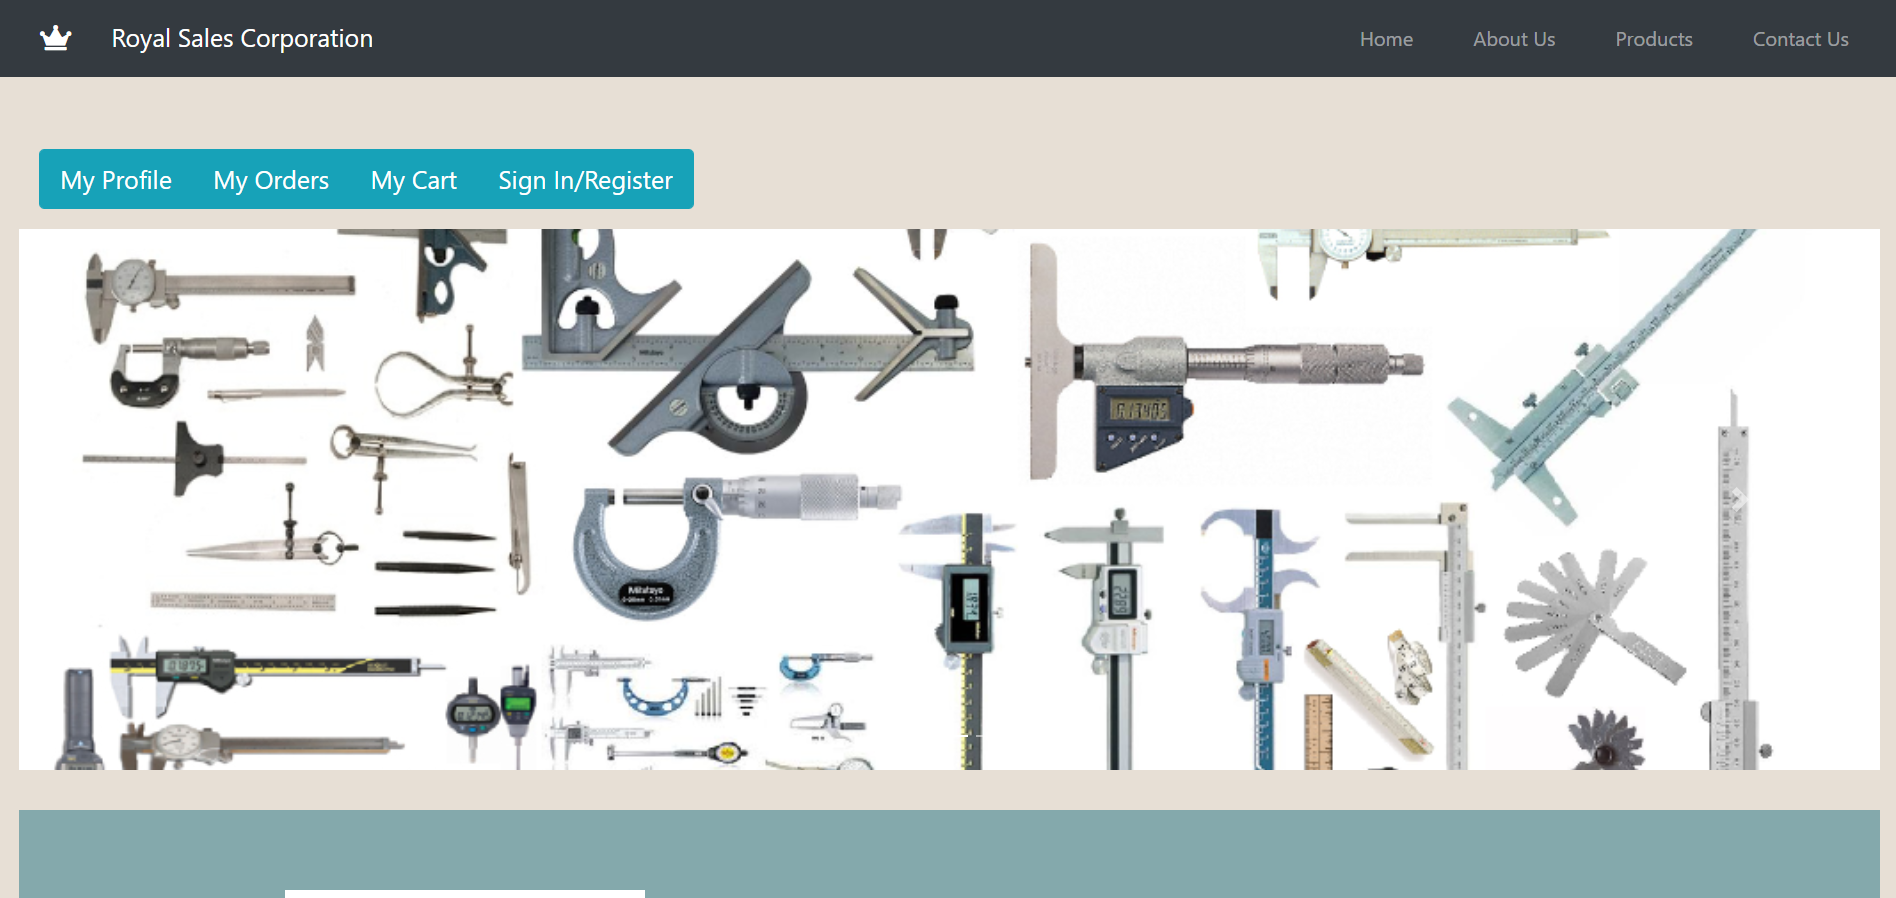 Royal Sales Corporation
Home About Us Products Contact Us
My Profile My Orders My Cart Sign In/Register
Mitutoyo
Mitutoyo